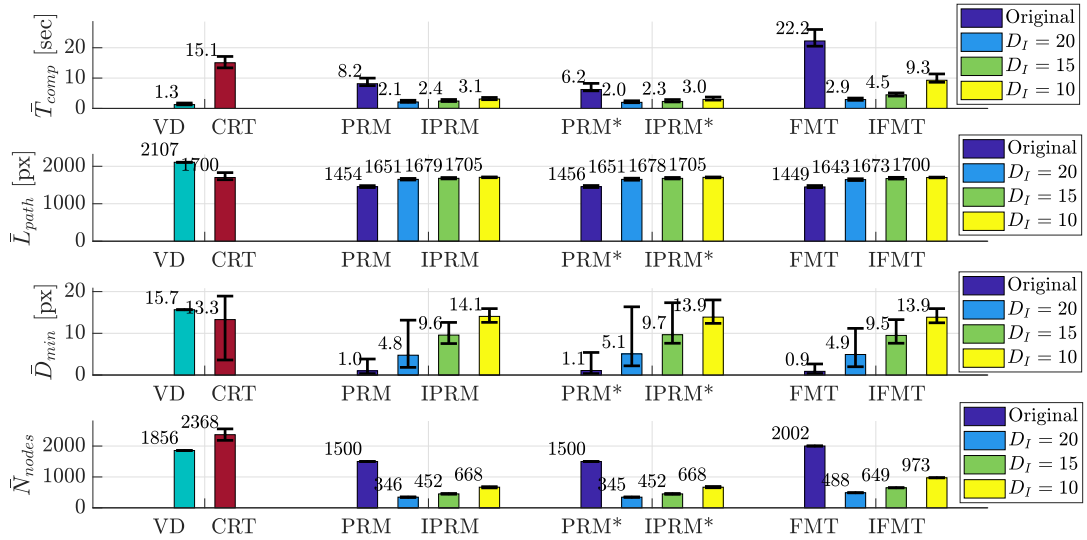 T̄_comp [sec]
20
10
0
1.3
15.1
8.2
2.1
2.4
3.1
6.2
2.0
2.3
3.0
22.2
2.9
4.5
9.3
VD CRT PRM IPRM PRM* IPRM* FMT IFMT
Original
D_I = 20
D_I = 15
D_I = 10
L̄_path [px]
2000
1000
0
2107
1700
1454
1651
1679
1705
1456
1651
1678
1705
1449
1643
1673
1700
VD CRT PRM IPRM PRM* IPRM* FMT IFMT
Original
D_I = 20
D_I = 15
D_I = 10
D̄_min [px]
20
10
0
15.7
13.3
1.0
4.8
9.6
14.1
1.1
5.1
9.7
13.9
0.9
4.9
9.5
13.9
VD CRT PRM IPRM PRM* IPRM* FMT IFMT
Original
D_I = 20
D_I = 15
D_I = 10
N̄_nodes
2000
1000
0
1856
2368
1500
346
452
668
1500
345
452
668
2002
488
649
973
VD CRT PRM IPRM PRM* IPRM* FMT IFMT
Original
D_I = 20
D_I = 15
D_I = 10